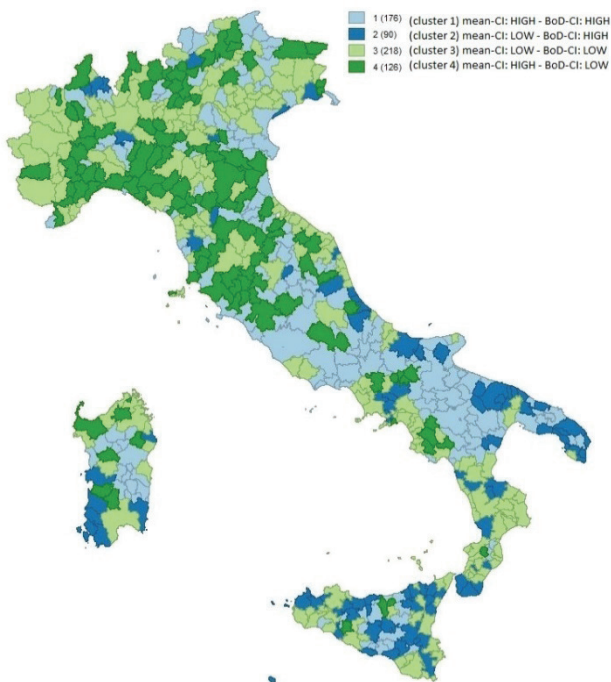 1 (176) (cluster 1) mean-CI: HIGH - BoD-CI: HIGH
2 (90) (cluster 2) mean-CI: LOW - BoD-CI: HIGH
3 (218) (cluster 3) mean-CI: LOW - BoD-CI: LOW
4 (126) (cluster 4) mean-CI: HIGH - BoD-CI: LOW